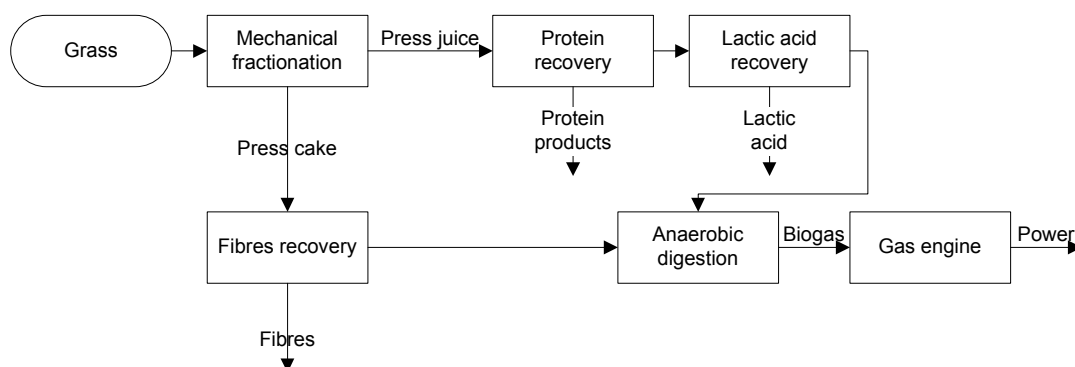 Grass
Mechanical
fractionation
Press juice
Protein
recovery
Lactic acid
recovery
Protein
products
Lactic
acid
Press cake
Fibres recovery
Anaerobic
digestion
Biogas
Gas engine
Power
Fibres